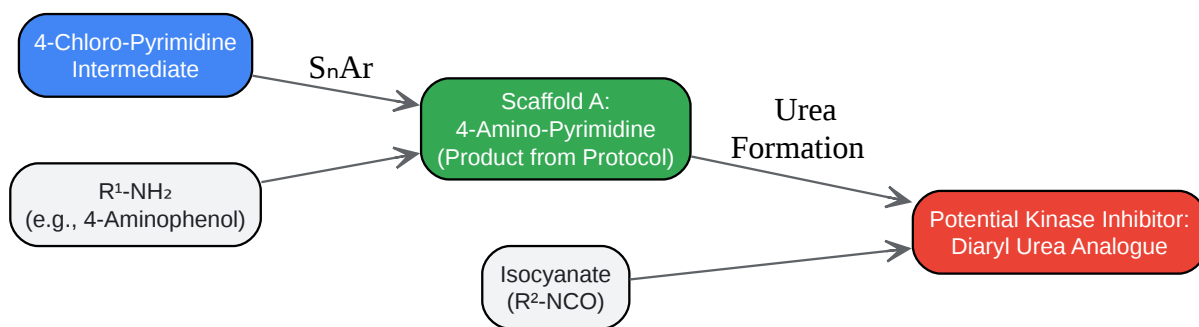 4-Chloro-Pyrimidine
Intermediate
SₙAr
R¹-NH₂
(e.g., 4-Aminophenol)
Scaffold A:
4-Amino-Pyrimidine
(Product from Protocol)
Urea
Formation
Isocyanate
(R²-NCO)
Potential Kinase Inhibitor:
Diaryl Urea Analogue